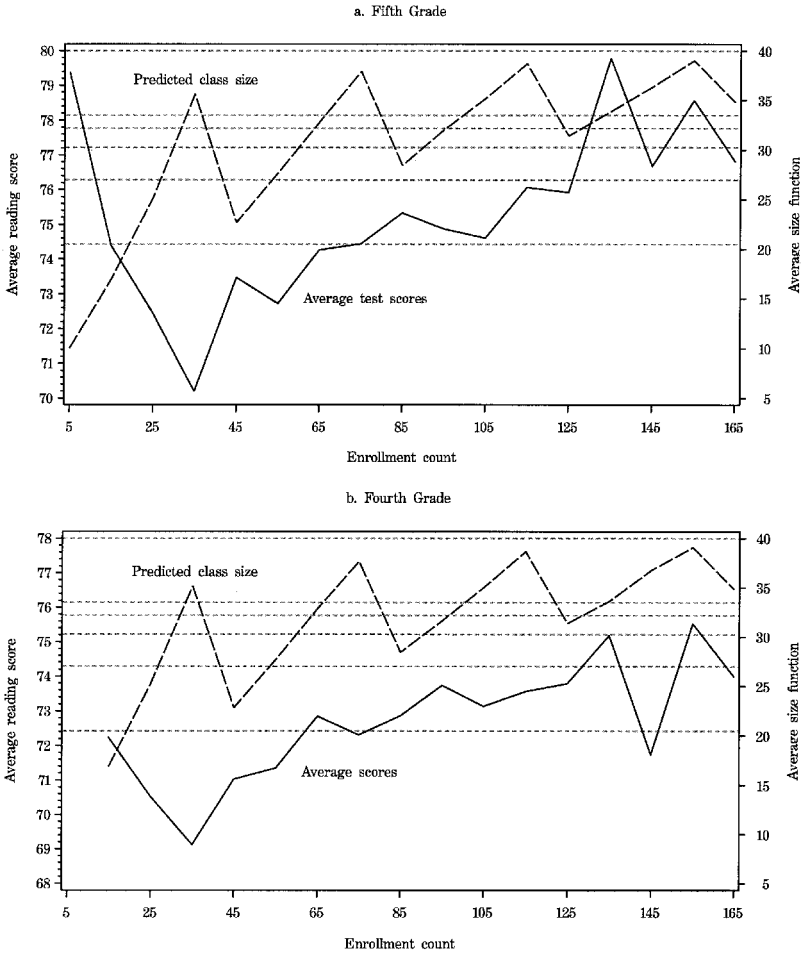 a. Fifth Grade
80
79
78
77
76
75
74
73
72
71
70
Average reading score
Predicted class size
Average test scores
40
35
30
25
20
15
10
5
Average size function
5 25 45 65 85 105 125 145 165
Enrollment count
b. Fourth Grade
78
77
76
75
74
73
72
71
70
69
68
Average reading score
Predicted class size
Average scores
40
35
30
25
20
15
10
5
Average size function
5 25 45 65 85 105 125 145 165
Enrollment count